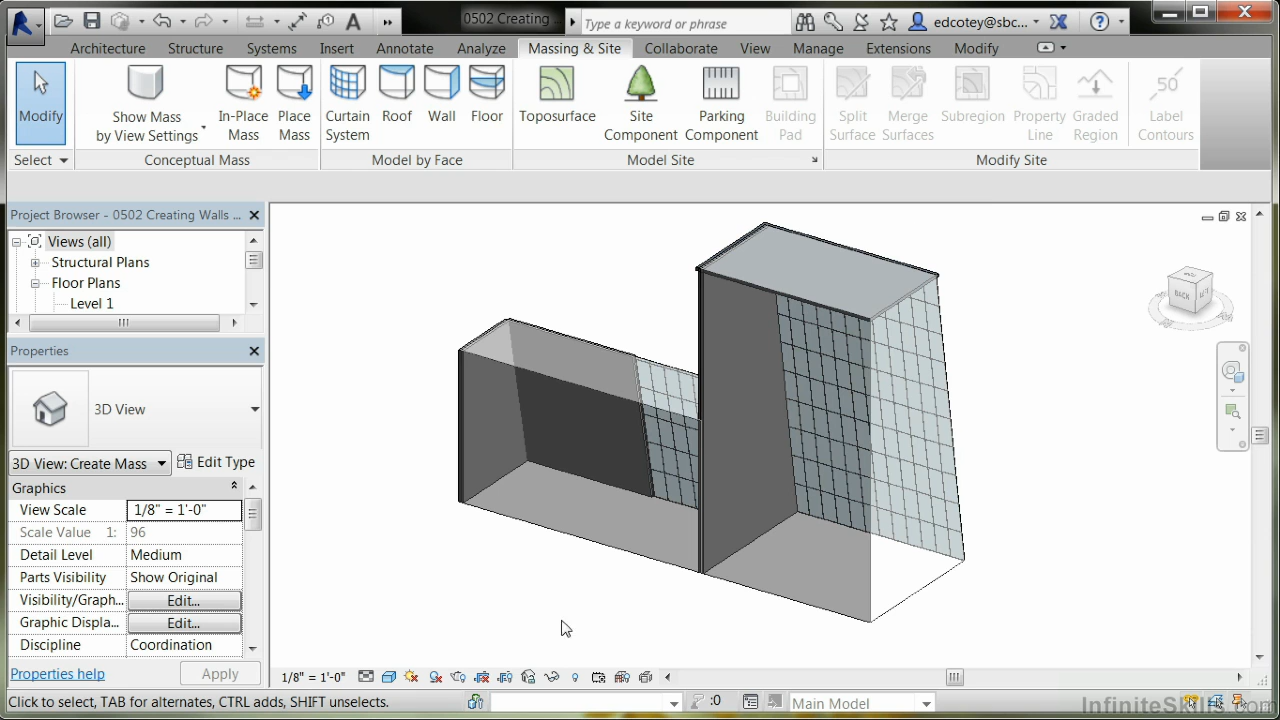 0502 Creating
Type a keyword or phrase
edcotey@sbc...
Architecture Structure Systems Insert Annotate Analyze Massing & Site Collaborate View Manage Extensions Modify
Modify
Show Mass
by View Settings
In-Place
Mass
Place
Mass
Curtain
System
Roof
Wall
Floor
Toposurface
Site
Component
Parking
Component
Building
Pad
Split
Surface
Merge
Surfaces
Subregion
Property
Line
Graded
Region
50
Label
Contours
Select
Conceptual Mass
Model by Face
Model Site
Modify Site
Project Browser - 0502 Creating Walls ...
Views (all)
Structural Plans
Floor Plans
Level 1
BACK
Properties
3D View
3D View: Create Mass
Edit Type
Graphics
View Scale 1/8" = 1'-0"
Scale Value 1: 96
Detail Level Medium
Parts Visibility Show Original
Visibility/Graph... Edit...
Graphic Displa... Edit...
Discipline Coordination
Properties help
Apply
1/8" = 1'-0"
Click to select, TAB for alternates, CTRL adds, SHIFT unselects.
:0
Main Model
InfiniteSkills.com